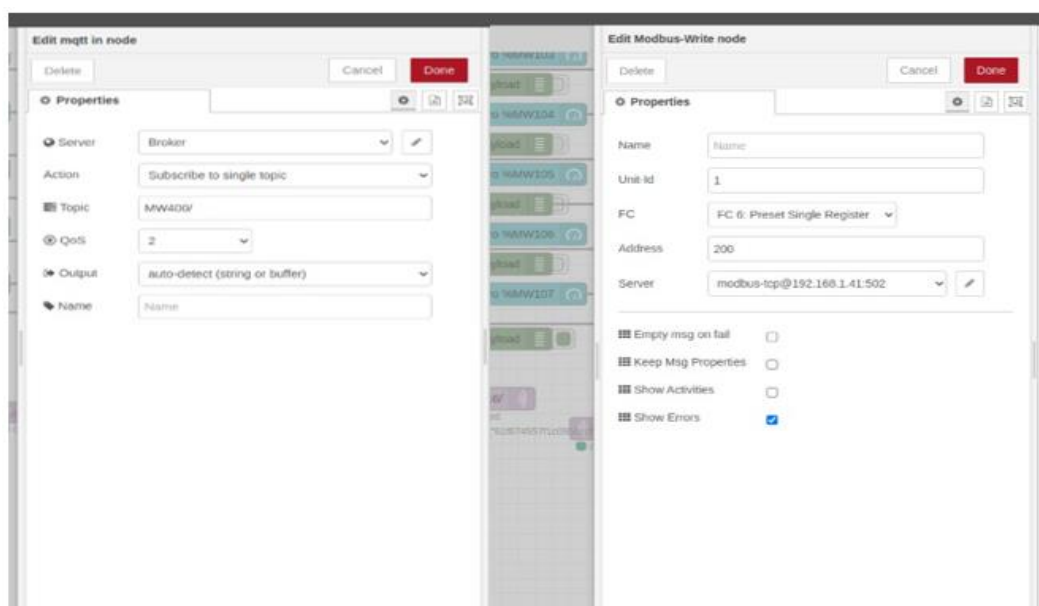 Edit mqtt in node
Delete
Cancel
Done
Properties
Server
Broker
Action
Subscribe to single topic
Topic
MW400/
QoS
2
Output
auto-detect (string or buffer)
Name
Name
%MW104
%MW105
%MW106
%MW107
Edit Modbus-Write node
Delete
Cancel
Done
Properties
Name
Name
Unit-Id
1
FC
FC 6: Preset Single Register
Address
200
Server
modbus-tcp@192.168.1.41:502
Empty msg on fail
Keep Msg Properties
Show Activities
Show Errors